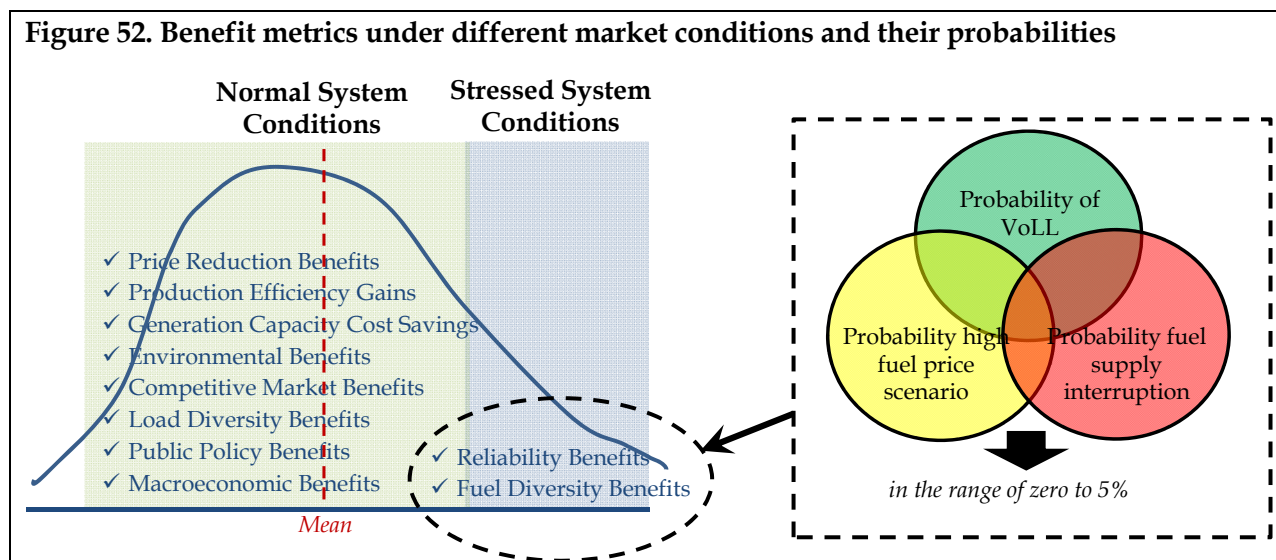 Figure 52. Benefit metrics under different market conditions and their probabilities
Normal System
Conditions
Stressed System
Conditions
✓ Price Reduction Benefits
✓ Production Efficiency Gains
✓ Generation Capacity Cost Savings
✓ Environmental Benefits
✓ Competitive Market Benefits
✓ Load Diversity Benefits
✓ Public Policy Benefits
✓ Macroeconomic Benefits
✓ Reliability Benefits
✓ Fuel Diversity Benefits
Mean
Probability of
VoLL
Probability high
fuel price
scenario
Probability fuel
supply
interruption
in the range of zero to 5%